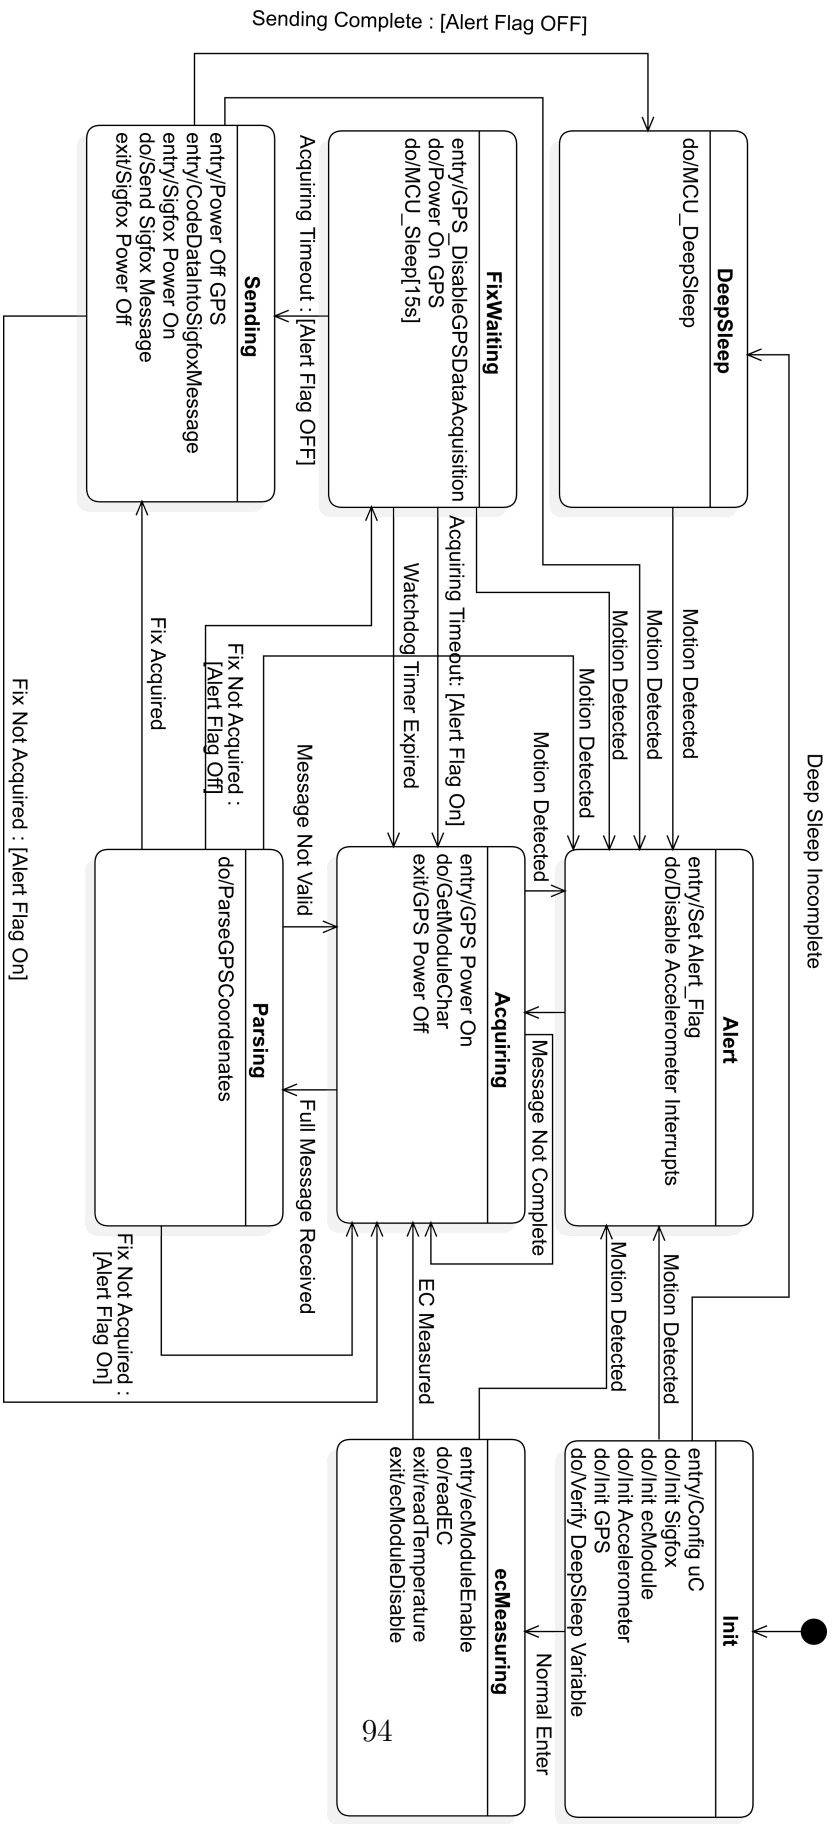 Init
entry/Config uC
do/Init Sigfox
do/Init ecModule
do/Init Accelerometer
do/Init GPS
do/Verify DeepSleep Variable
Normal Enter
ecMeasuring
entry/ecModuleEnable
do/readEC
exit/readTemperature
exit/ecModuleDisable
Deep Sleep Incomplete
Motion Detected
Motion Detected
EC Measured
Alert
entry/Set Alert_Flag
do/Disable Accelerometer Interrupts
Message Not Complete
Motion Detected
Acquiring
entry/GPS Power On
do/GetModuleChar
exit/GPS Power Off
Full Message Received
Message Not Valid
Parsing
do/ParseGPSCoordenates
Fix Not Acquired :
[Alert Flag On]
Fix Not Acquired :
[Alert Flag Off]
Fix Acquired
Fix Not Acquired : [Alert Flag On]
Motion Detected
Motion Detected
Motion Detected
Motion Detected
Acquiring Timeout: [Alert Flag On]
Watchdog Timer Expired
DeepSleep
do/MCU_DeepSleep
FixWaiting
entry/GPS_DisableGPSDataAcquisition
do/Power On GPS
do/MCU_Sleep[15s]
Acquiring Timeout : [Alert Flag OFF]
Sending
entry/Power Off GPS
entry/CodeDataIntoSigfoxMessage
entry/Sigfox Power On
do/Send Sigfox Message
exit/Sigfox Power Off
Sending Complete : [Alert Flag OFF]
94